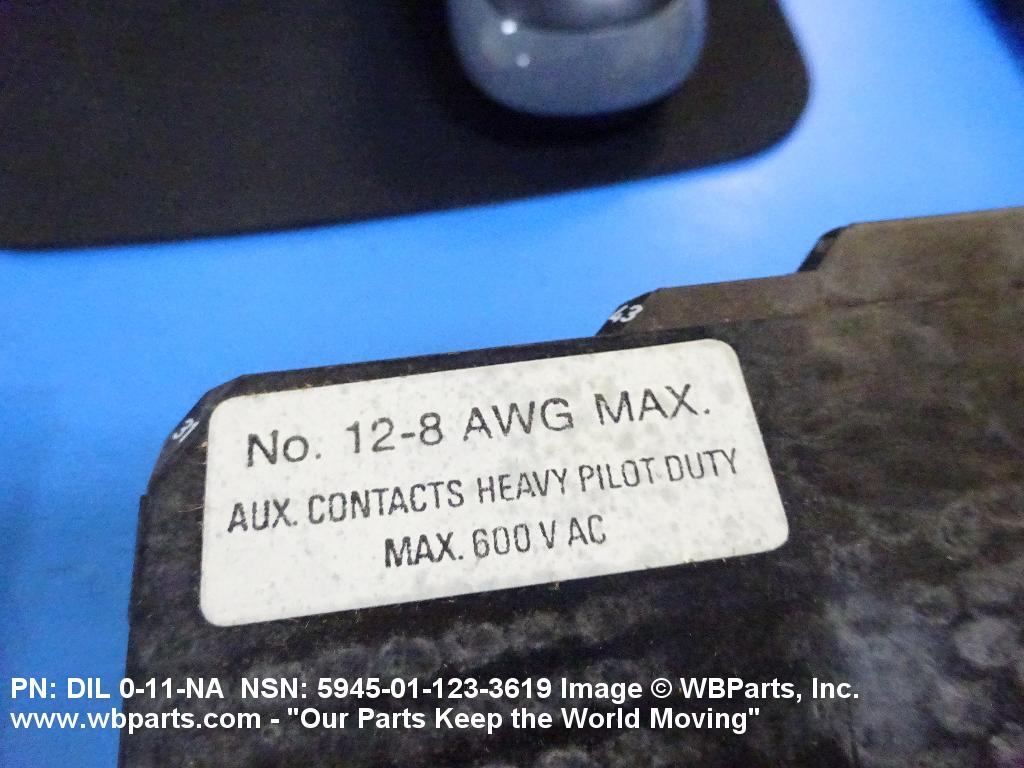 43
31
No. 12-8 AWG MAX.
AUX. CONTACTS HEAVY PILOT DUTY
MAX. 600 V AC
PN: DIL 0-11-NA  NSN: 5945-01-123-3619 Image © WBParts, Inc.
www.wbparts.com - "Our Parts Keep the World Moving"